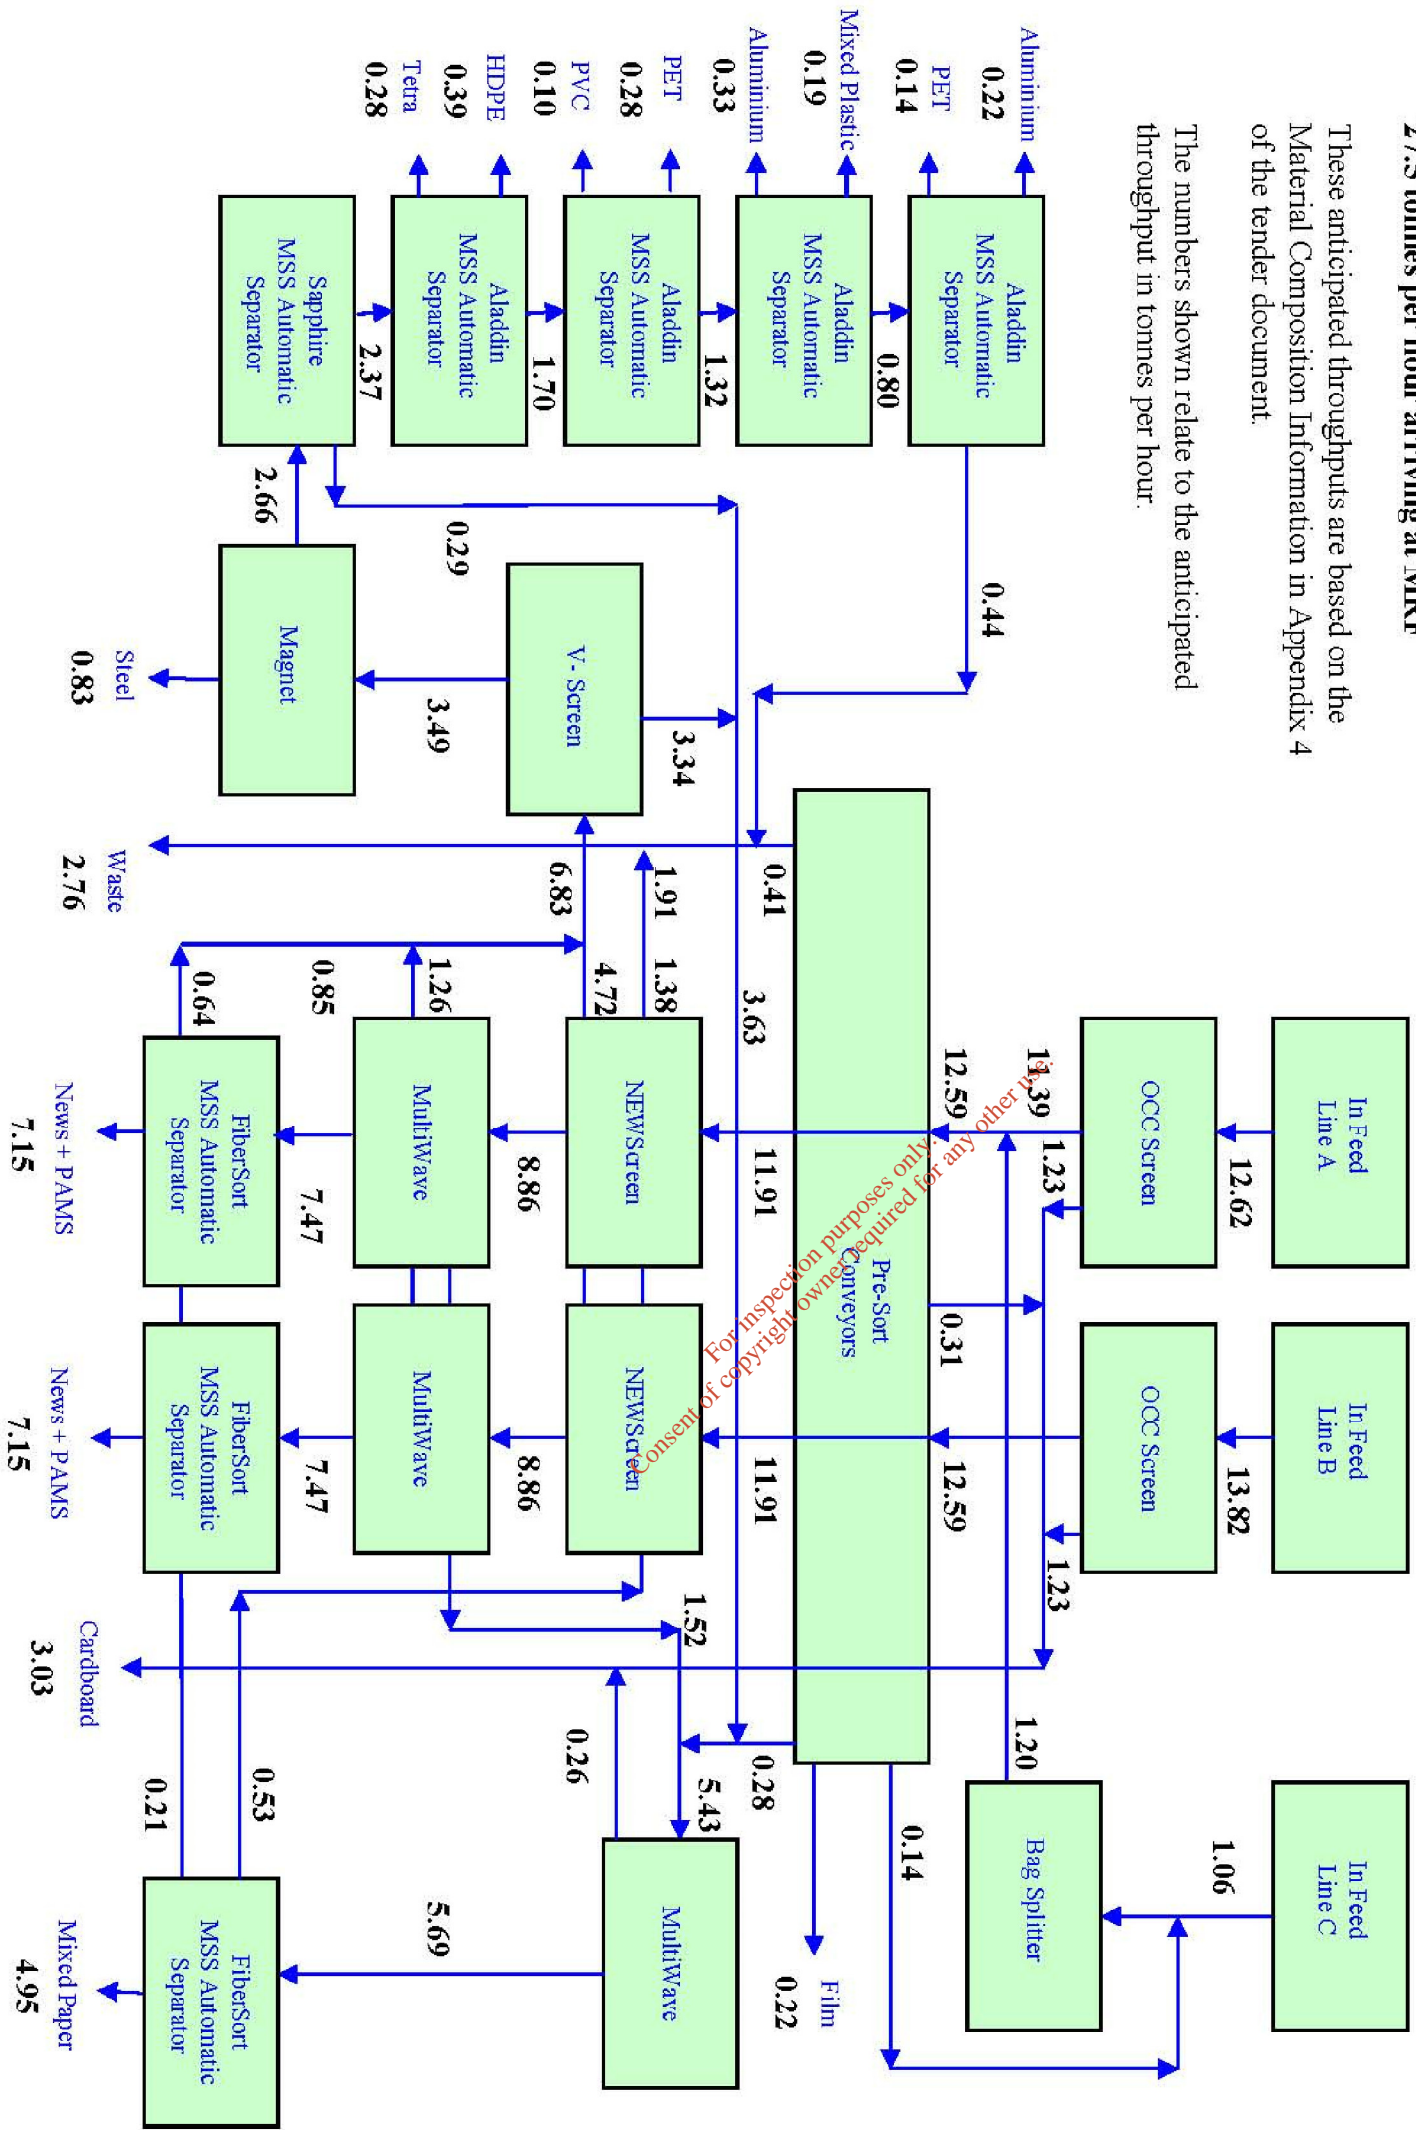 27.5 tonnes per hour arriving at MRF
These anticipated throughputs are based on the
Material Composition Information in Appendix 4
of the tender document.
The numbers shown relate to the anticipated
throughput in tonnes per hour.
In Feed
Line A
In Feed
Line B
In Feed
Line C
12.62
13.82
1.06
OCC Screen
OCC Screen
Bag Splitter
11.39
1.23
1.23
1.20
12.59
0.31
12.59
0.14
Pre-Sort
Conveyors
Film
0.22
0.41
3.63
11.91
11.91
0.28
1.91
1.38
4.72
6.83
NEWScreen
NEWScreen
1.52
5.43
MultiWave
0.26
8.86
8.86
1.26
0.85
MultiWave
MultiWave
5.69
7.47
7.47
0.64
0.53
0.21
FiberSort
MSS Automatic
Separator
FiberSort
MSS Automatic
Separator
FiberSort
MSS Automatic
Separator
Aluminium
0.22
PET
0.14
Aladdin
MSS Automatic
Separator
0.44
0.80
Mixed Plastic
0.19
Aluminium
0.33
Aladdin
MSS Automatic
Separator
1.32
PET
0.28
PVC
0.10
Aladdin
MSS Automatic
Separator
1.70
HDPE
0.39
Tetra
0.28
Aladdin
MSS Automatic
Separator
2.37
Sapphire
MSS Automatic
Separator
0.29
2.66
V- Screen
3.34
3.49
Magnet
Steel
0.83
Waste
2.76
News + PAMS
7.15
News + PAMS
7.15
Cardboard
3.03
Mixed Paper
4.95
For inspection purposes only.
Consent of copyright owner required for any other use.